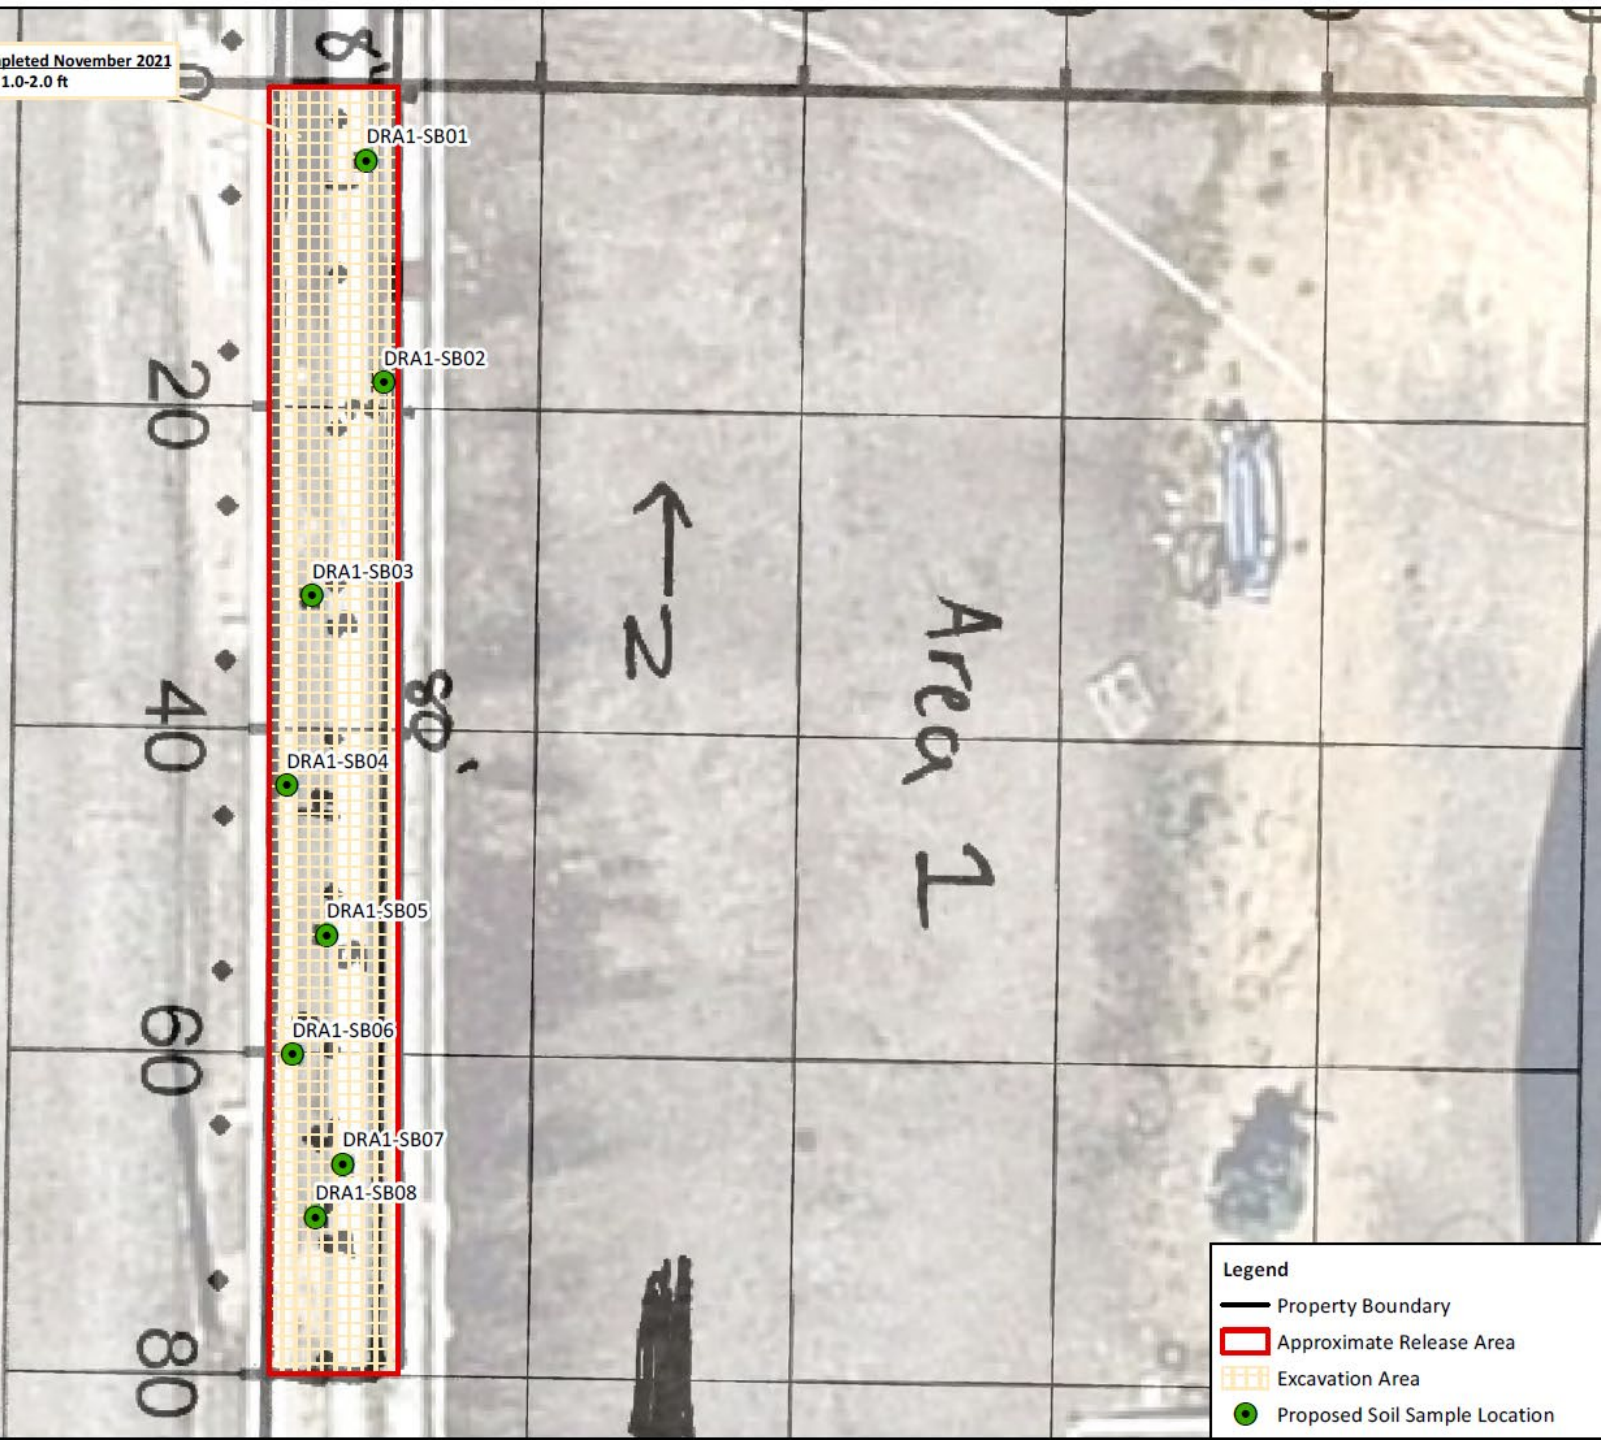 8'
pleted November 2021
1.0-2.0 ft
0
DRA1-SB01
DRA1-SB02
20
DRA1-SB03
←N
Area 1
40
80'
DRA1-SB04
DRA1-SB05
60
DRA1-SB06
DRA1-SB07
DRA1-SB08
80
Legend
Property Boundary
Approximate Release Area
Excavation Area
Proposed Soil Sample Location